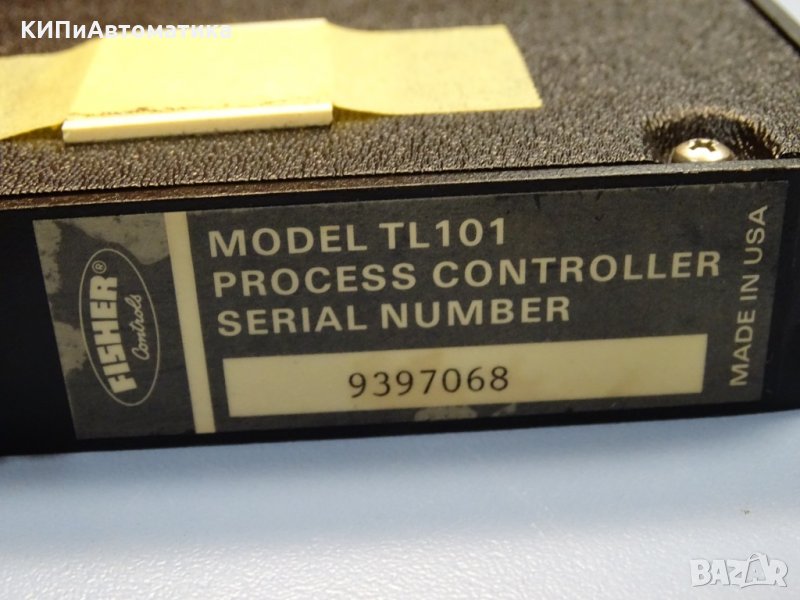 КИПиАвтоматика
FISHER®
Controls
MODEL TL101
PROCESS CONTROLLER
SERIAL NUMBER
9397068
MADE IN USA
BAZAR